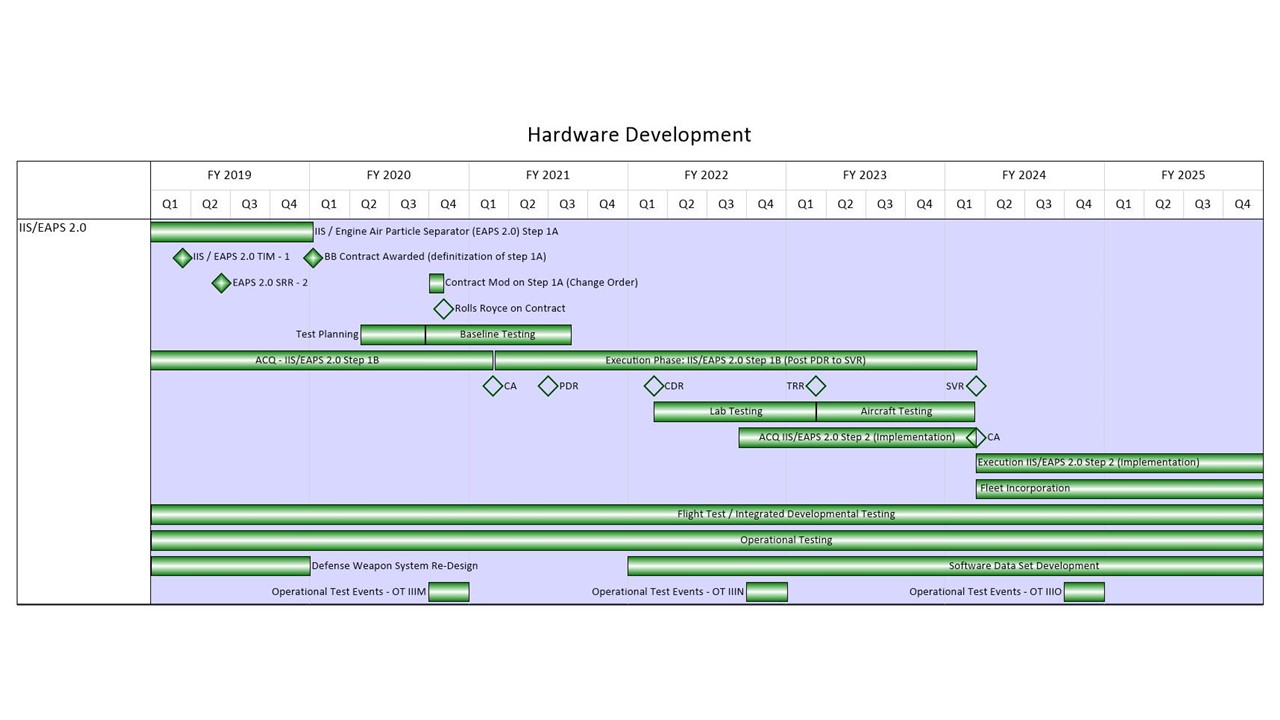 Hardware Development
FY 2019 FY 2020 FY 2021 FY 2022 FY 2023 FY 2024 FY 2025
Q1 Q2 Q3 Q4 Q1 Q2 Q3 Q4 Q1 Q2 Q3 Q4 Q1 Q2 Q3 Q4 Q1 Q2 Q3 Q4 Q1 Q2 Q3 Q4 Q1 Q2 Q3 Q4
IIS/EAPS 2.0
IIS / Engine Air Particle Separator (EAPS 2.0) Step 1A
IIS / EAPS 2.0 TIM - 1 BB Contract Awarded (definitization of step 1A)
EAPS 2.0 SRR - 2 Contract Mod on Step 1A (Change Order)
Rolls Royce on Contract
Test Planning Baseline Testing
ACQ - IIS/EAPS 2.0 Step 1B Execution Phase: IIS/EAPS 2.0 Step 1B (Post PDR to SVR)
CA PDR CDR TRR SVR
Lab Testing Aircraft Testing
ACQ IIS/EAPS 2.0 Step 2 (Implementation) CA
Execution IIS/EAPS 2.0 Step 2 (Implementation)
Fleet Incorporation
Flight Test / Integrated Developmental Testing
Operational Testing
Defense Weapon System Re-Design Software Data Set Development
Operational Test Events - OT IIIM Operational Test Events - OT IIIN Operational Test Events - OT IIIO